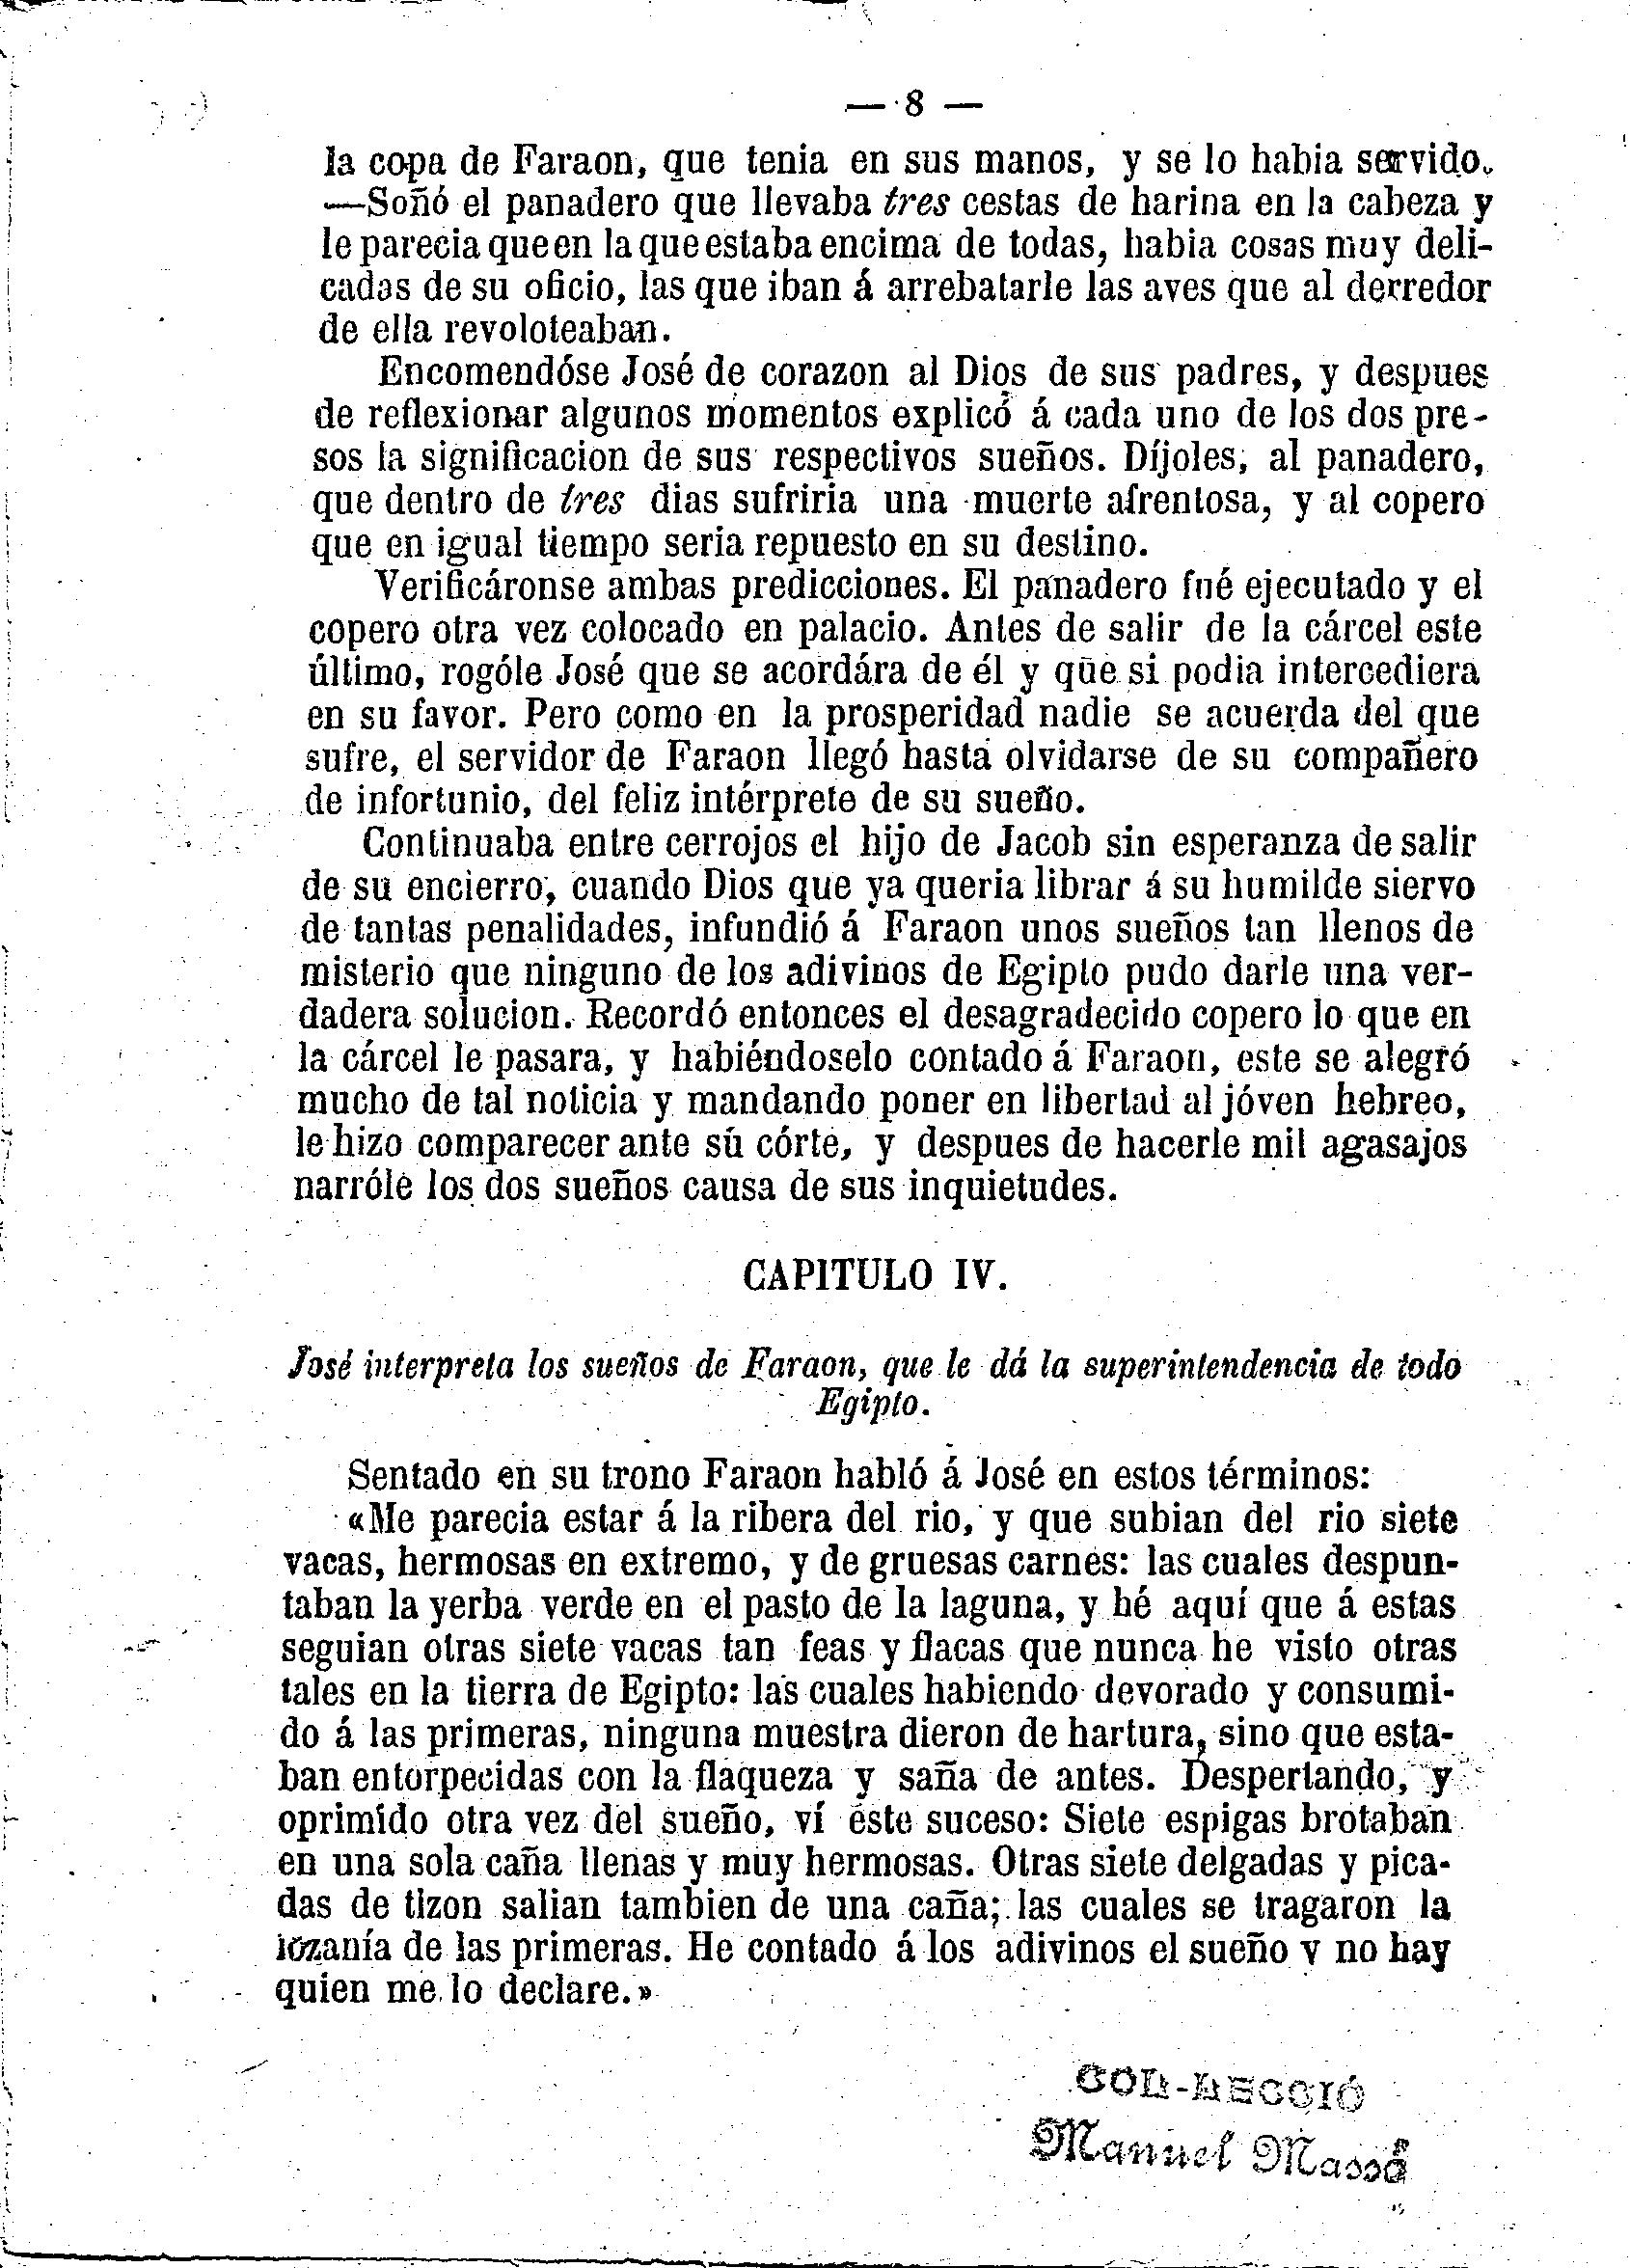 — 8 —
la copa de Faraon, que tenia en sus manos, y se lo habia servido.
—Soñó el panadero que llevaba tres cestas de harina en la cabeza y
le parecia que en la que estaba encima de todas, habia cosas muy deli-
cadas de su oficio, las que iban á arrebatarle las aves que al derredor
de ella revoloteaban.
Encomendóse José de corazon al Dios de sus padres, y despues
de reflexionar algunos momentos explicó á cada uno de los dos pre-
sos la significacion de sus respectivos sueños. Díjoles, al panadero,
que dentro de tres dias sufriria una muerte afrentosa, y al copero
que en igual tiempo seria repuesto en su destino.
Verificáronse ambas predicciones. El panadero fué ejecutado y el
copero otra vez colocado en palacio. Antes de salir de la cárcel este
último, rogóle José que se acordára de él y que si podia intercediera
en su favor. Pero como en la prosperidad nadie se acuerda del que
sufre, el servidor de Faraon llegó hasta olvidarse de su compañero
de infortunio, del feliz intérprete de su sueño.
Continuaba entre cerrojos el hijo de Jacob sin esperanza de salir
de su encierro, cuando Dios que ya queria librar á su humilde siervo
de tantas penalidades, infundió á Faraon unos sueños tan llenos de
misterio que ninguno de los adivinos de Egipto pudo darle una ver-
dadera solucion. Recordó entonces el desagradecido copero lo que en
la cárcel le pasara, y habiéndoselo contado á Faraon, este se alegró
mucho de tal noticia y mandando poner en libertad al jóven hebreo,
le hizo comparecer ante su córte, y despues de hacerle mil agasajos
narróle los dos sueños causa de sus inquietudes.
CAPITULO IV.
José interpreta los sueños de Faraon, que le dá la superintendencia de todo
Egipto.
Sentado en su trono Faraon habló á José en estos términos:
«Me parecia estar á la ribera del rio, y que subian del rio siete
vacas, hermosas en extremo, y de gruesas carnes: las cuales despun-
taban la yerba verde en el pasto de la laguna, y hé aquí que á estas
seguian otras siete vacas tan feas y flacas que nunca he visto otras
tales en la tierra de Egipto: las cuales habiendo devorado y consumi-
do á las primeras, ninguna muestra dieron de hartura, sino que esta-
ban entorpecidas con la flaqueza y saña de antes. Despertando, y
oprimido otra vez del sueño, ví este suceso: Siete espigas brotaban
en una sola caña llenas y muy hermosas. Otras siete delgadas y pica-
das de tizon salian tambien de una caña; las cuales se tragaron la
lozanía de las primeras. He contado á los adivinos el sueño y no hay
quien me lo declare.»
COL-LECCIÓ
Manuel Massó